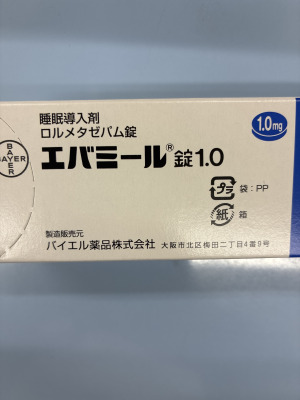 睡眠導入剤
ロルメタゼパム錠
エバミール®錠1.0
1.0mg
BAYER
BAYER
プラ 袋：PP
紙 箱
製造販売元
バイエル薬品株式会社 大阪市北区梅田二丁目4番9号